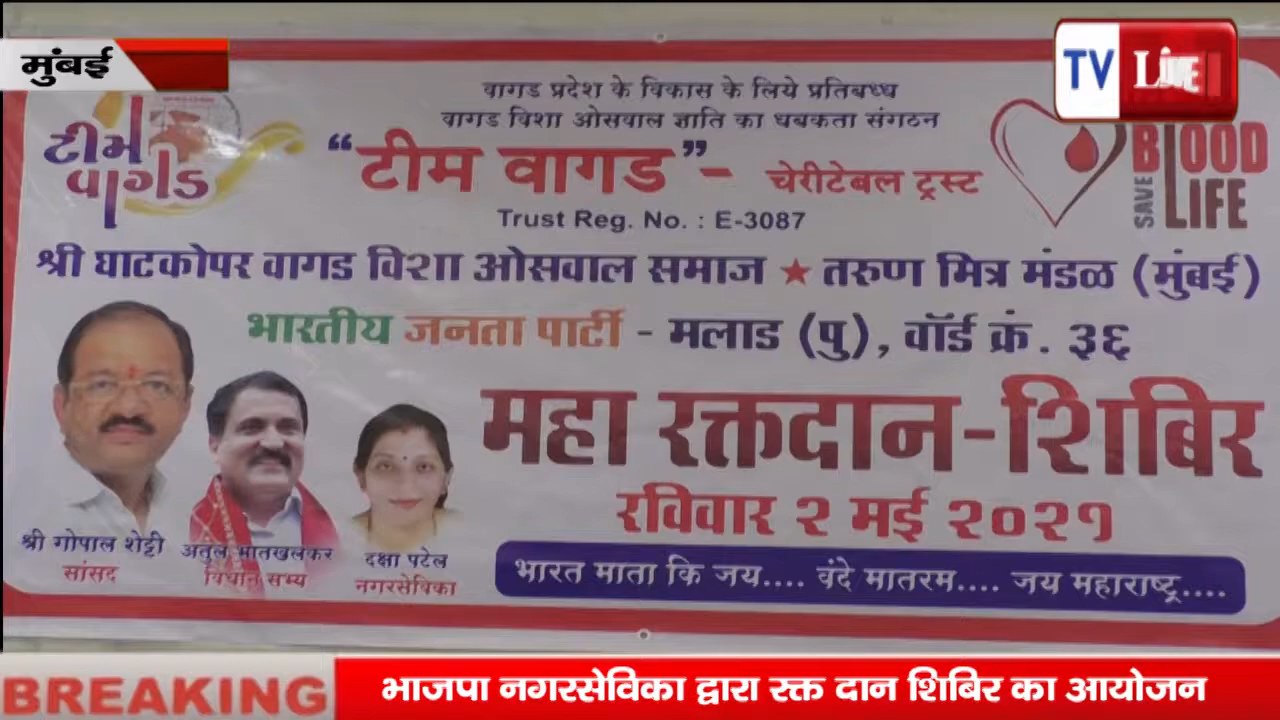 मुंबई
TV LIVE
वागड प्रदेश के विकास के लिये प्रतिबध्ध
वागड विशा ओसवाल ज्ञाति का धबकता संगठन
टीम वागड
"टीम वागड" - चेरीटेबल ट्रस्ट
SAVE BLOOD LIFE
Trust Reg. No. : E-3087
श्री घाटकोपर वागड विशा ओसवाल समाज ★ तरुण मित्र मंडळ (मुंबई)
भारतीय जनता पार्टी - मलाड (पु), वॉर्ड क्रं. ३६
महा रक्तदान-शिबिर
रविवार २ मई २०२१
श्री गोपाल शेट्टी
सांसद
अतुल भातखलकर
विधान सभ्य
दक्षा पटेल
नगरसेविका
भारत माता कि जय.... वंदे मातरम.... जय महाराष्ट्र....
BREAKING
भाजपा नगरसेविका द्वारा रक्त दान शिबिर का आयोजन